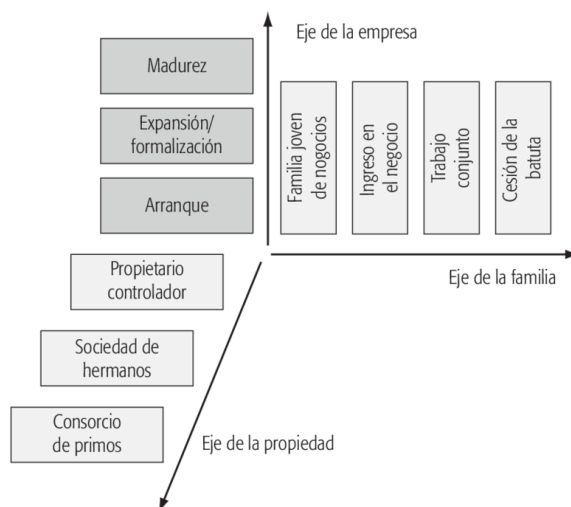 Eje de la empresa
Madurez
Expansión/
formalización
Arranque
Familia joven
de nogocios
Ingreso en
el negocio
Trabajo
conjunto
Cesión de la
batuta
Eje de la familia
Propietario
controlador
Sociedad de
hermanos
Consorcio
de primos
Eje de la propiedad